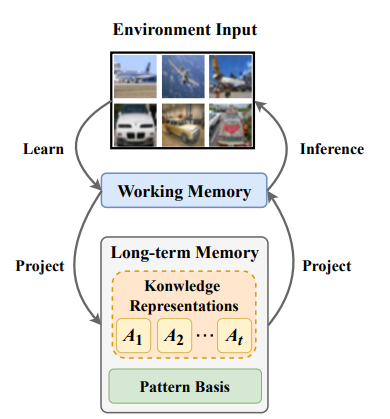 Environment Input
Learn
Inference
Working Memory
Project
Project
Long-term Memory
Konwledge
Representations
A1 A2 ... At
Pattern Basis